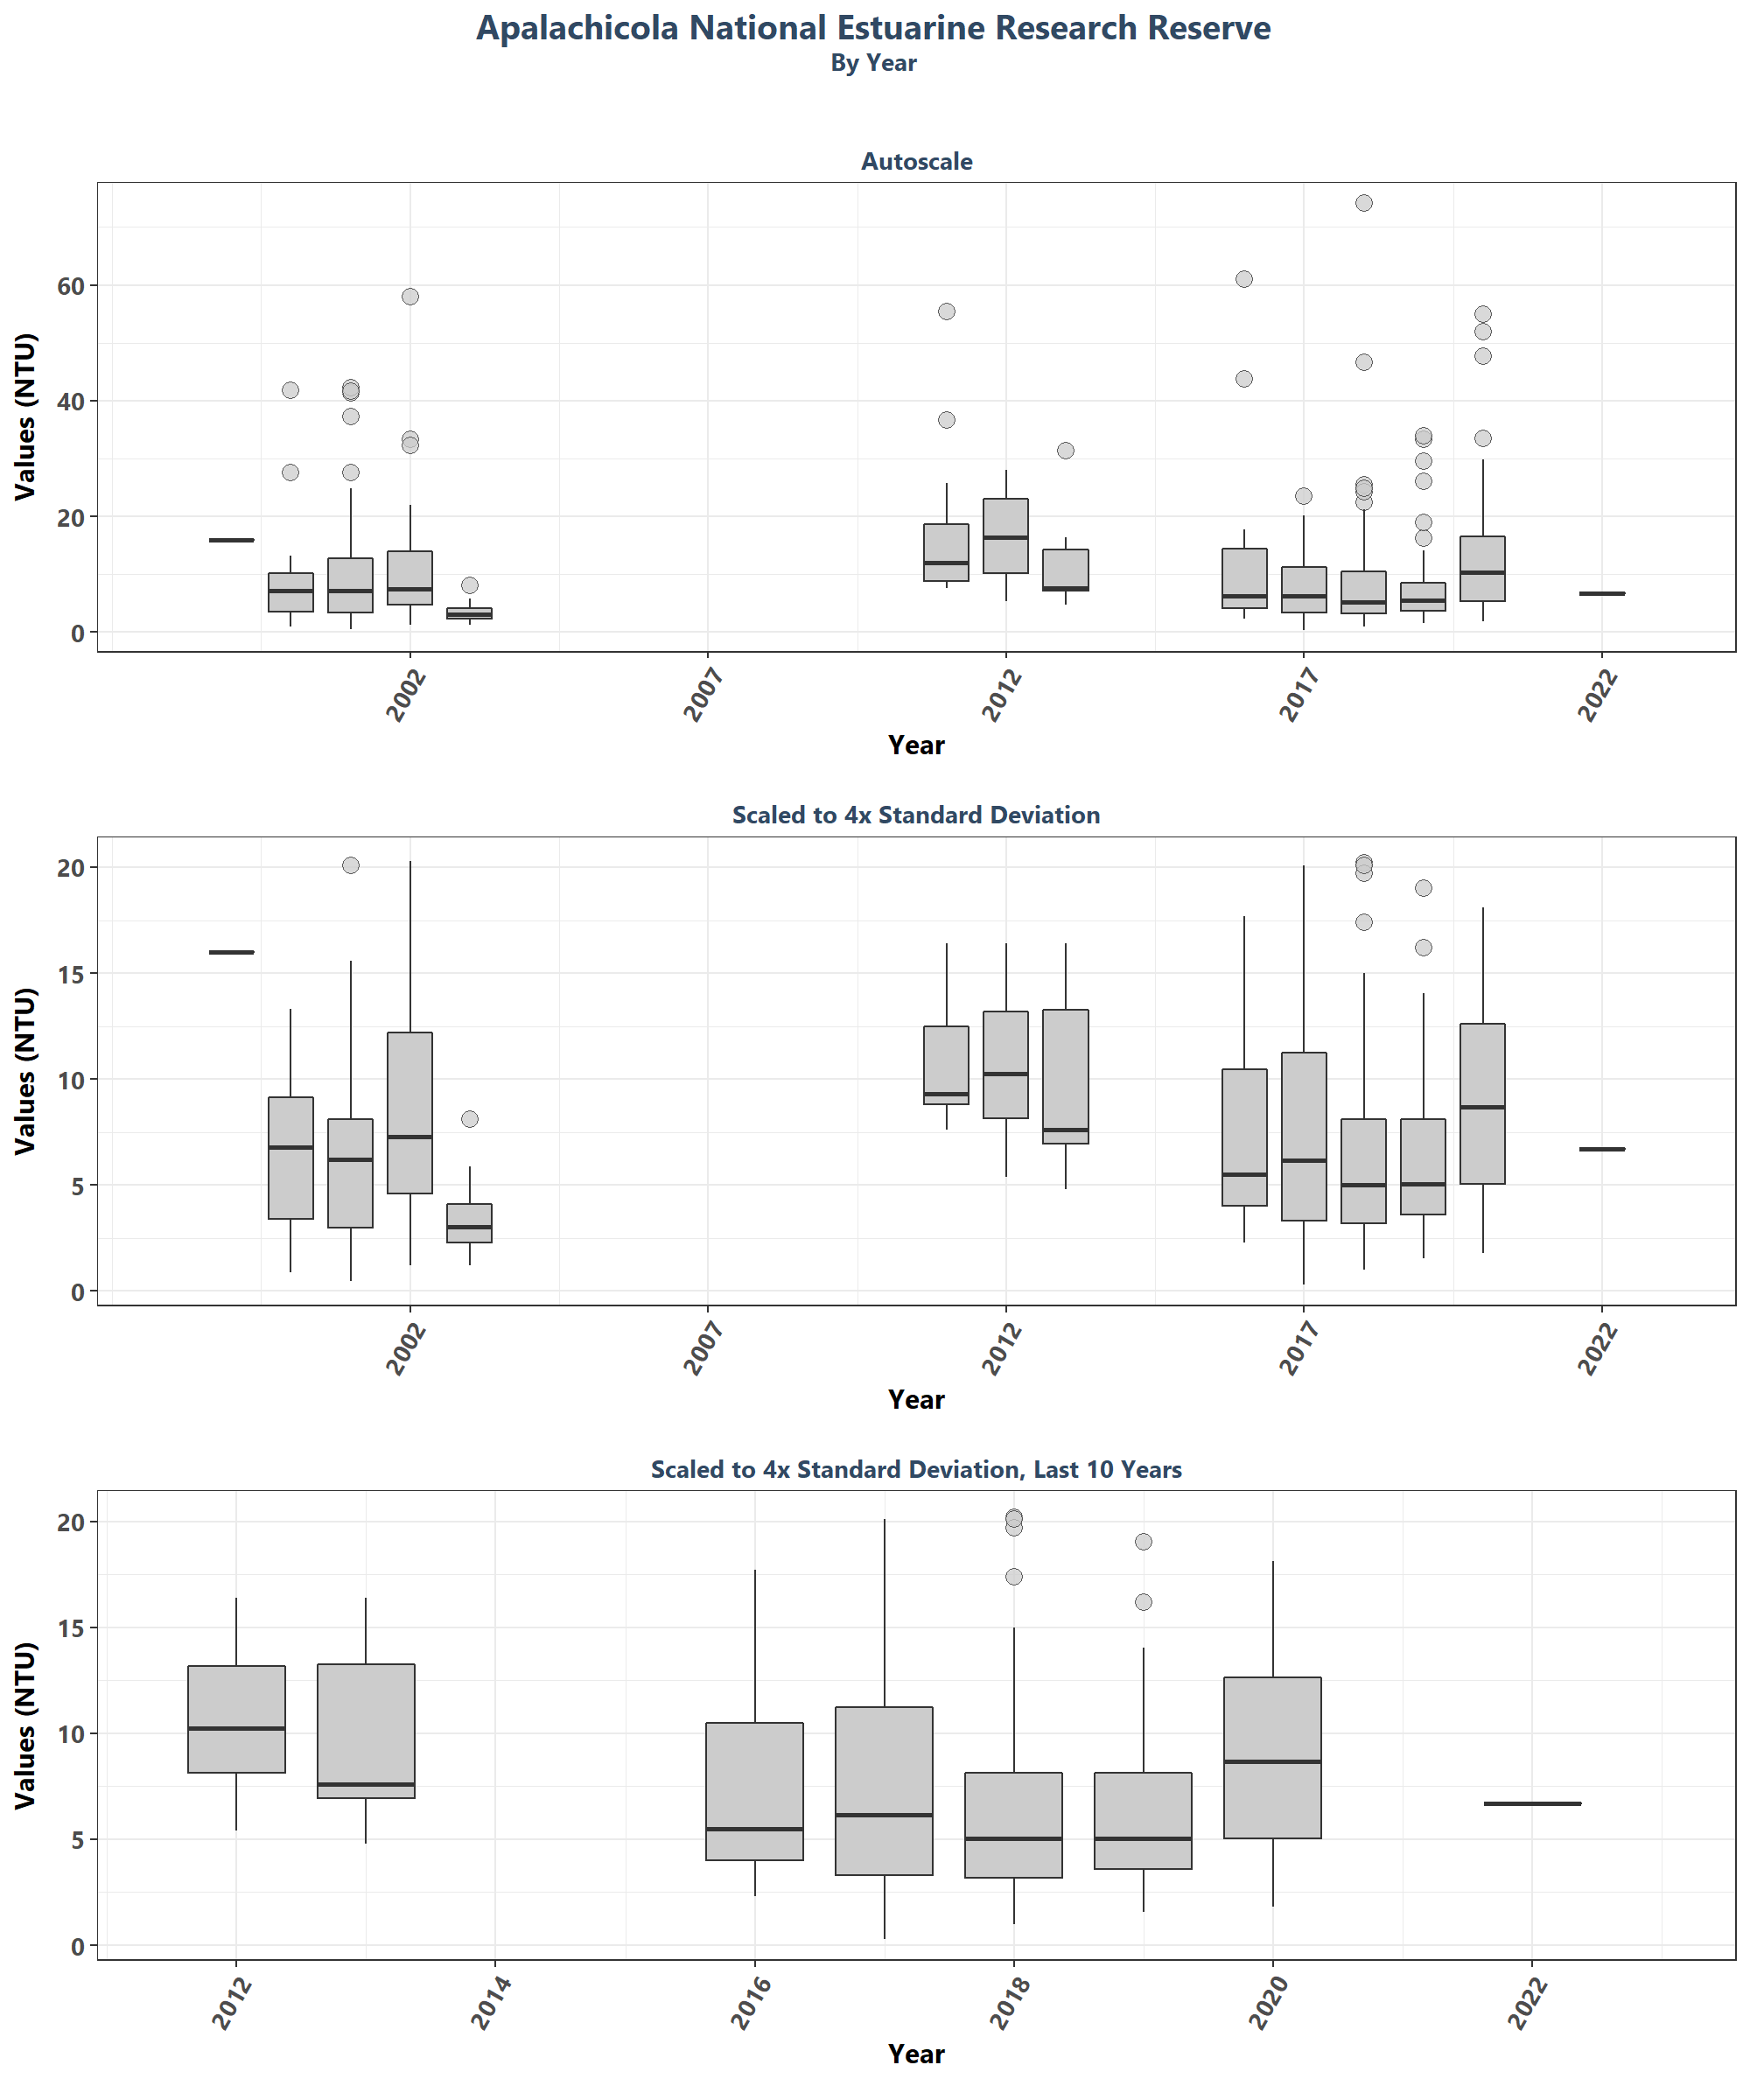 Apalachicola National Estuarine Research Reserve
By Year
Autoscale
Values (NTU)
60
40
20
0
2002
2007
2012
2017
2022
Year
Scaled to 4x Standard Deviation
Values (NTU)
20
15
10
5
0
2002
2007
2012
2017
2022
Year
Scaled to 4x Standard Deviation, Last 10 Years
Values (NTU)
20
15
10
5
0
2012
2014
2016
2018
2020
2022
Year